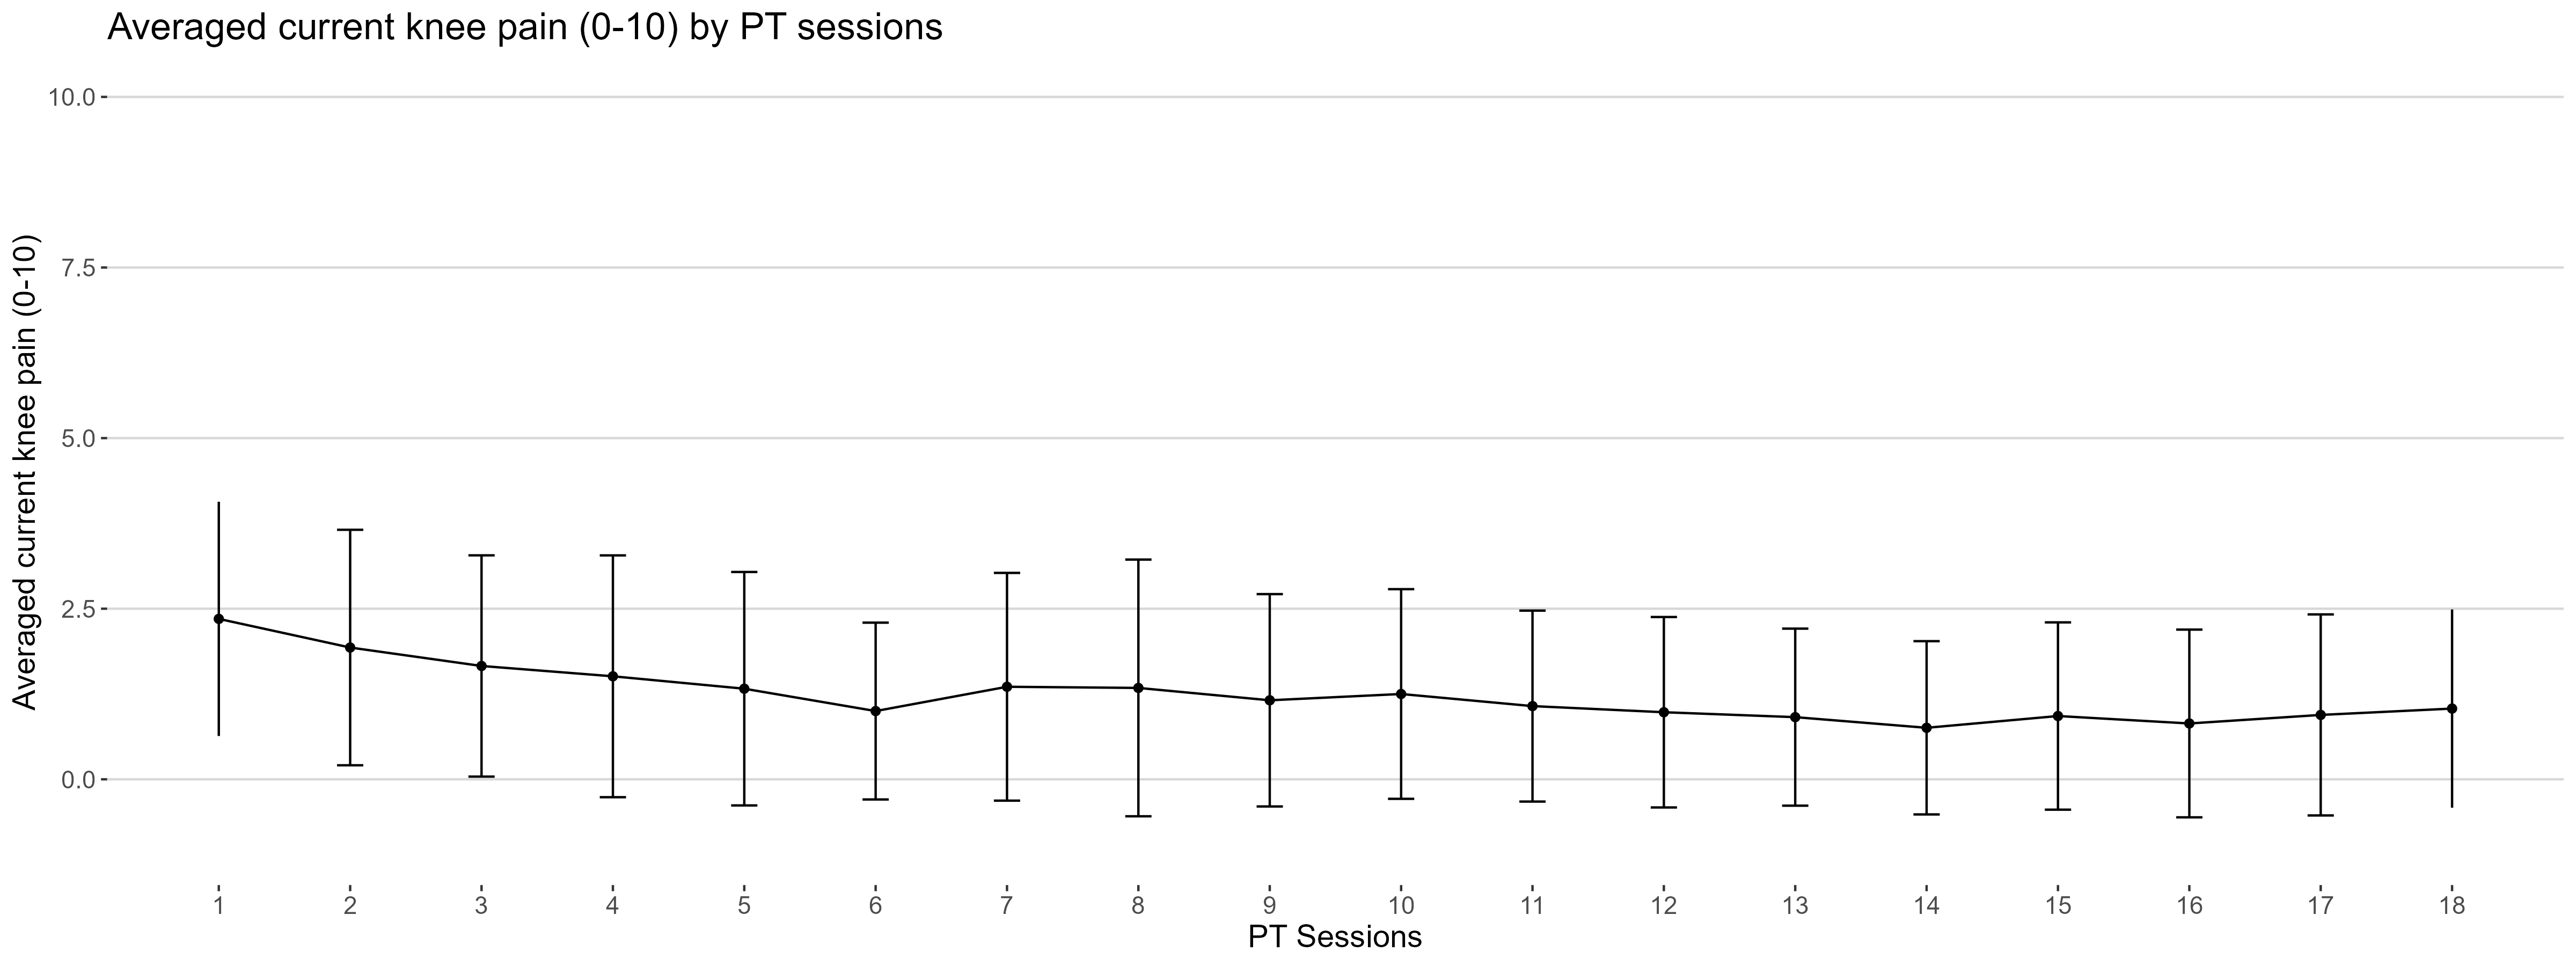 Averaged current knee pain (0-10) by PT sessions
Averaged current knee pain (0-10)
10.0
7.5
5.0
2.5
0.0
1 2 3 4 5 6 7 8 9 10 11 12 13 14 15 16 17 18
PT Sessions